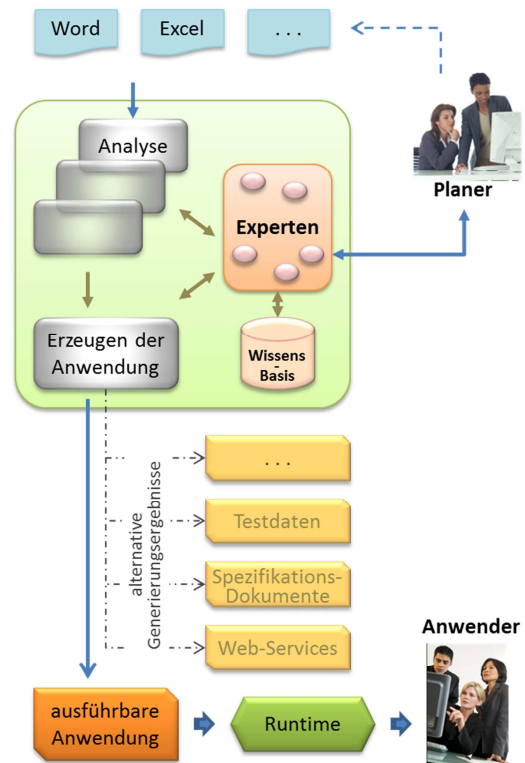 Word
Excel
. . .
Analyse
Planer
Experten
Erzeugen der
Anwendung
Wissens
-
Basis
. . .
alternative
Generierungsergebnisse
Testdaten
Spezifikations-
Dokumente
Web-Services
Anwender
ausführbare
Anwendung
Runtime